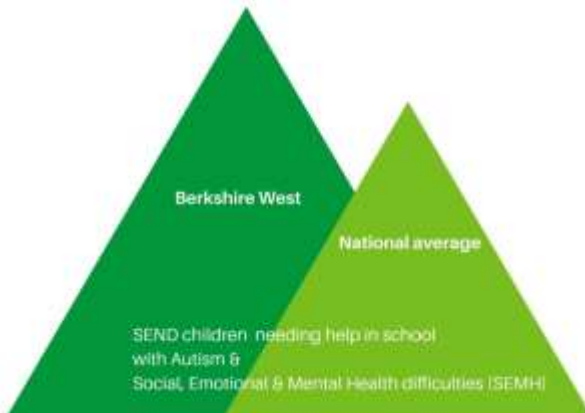 Berkshire West
National average
SEND children needing help in school
with Autism &
Social, Emotional & Mental Health difficulties (SEMH)